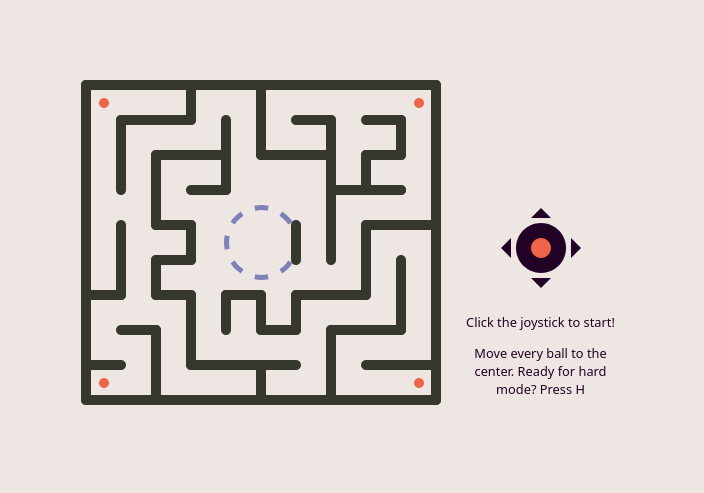 Click the joystick to start!
Move every ball to the
center. Ready for hard
mode? Press H